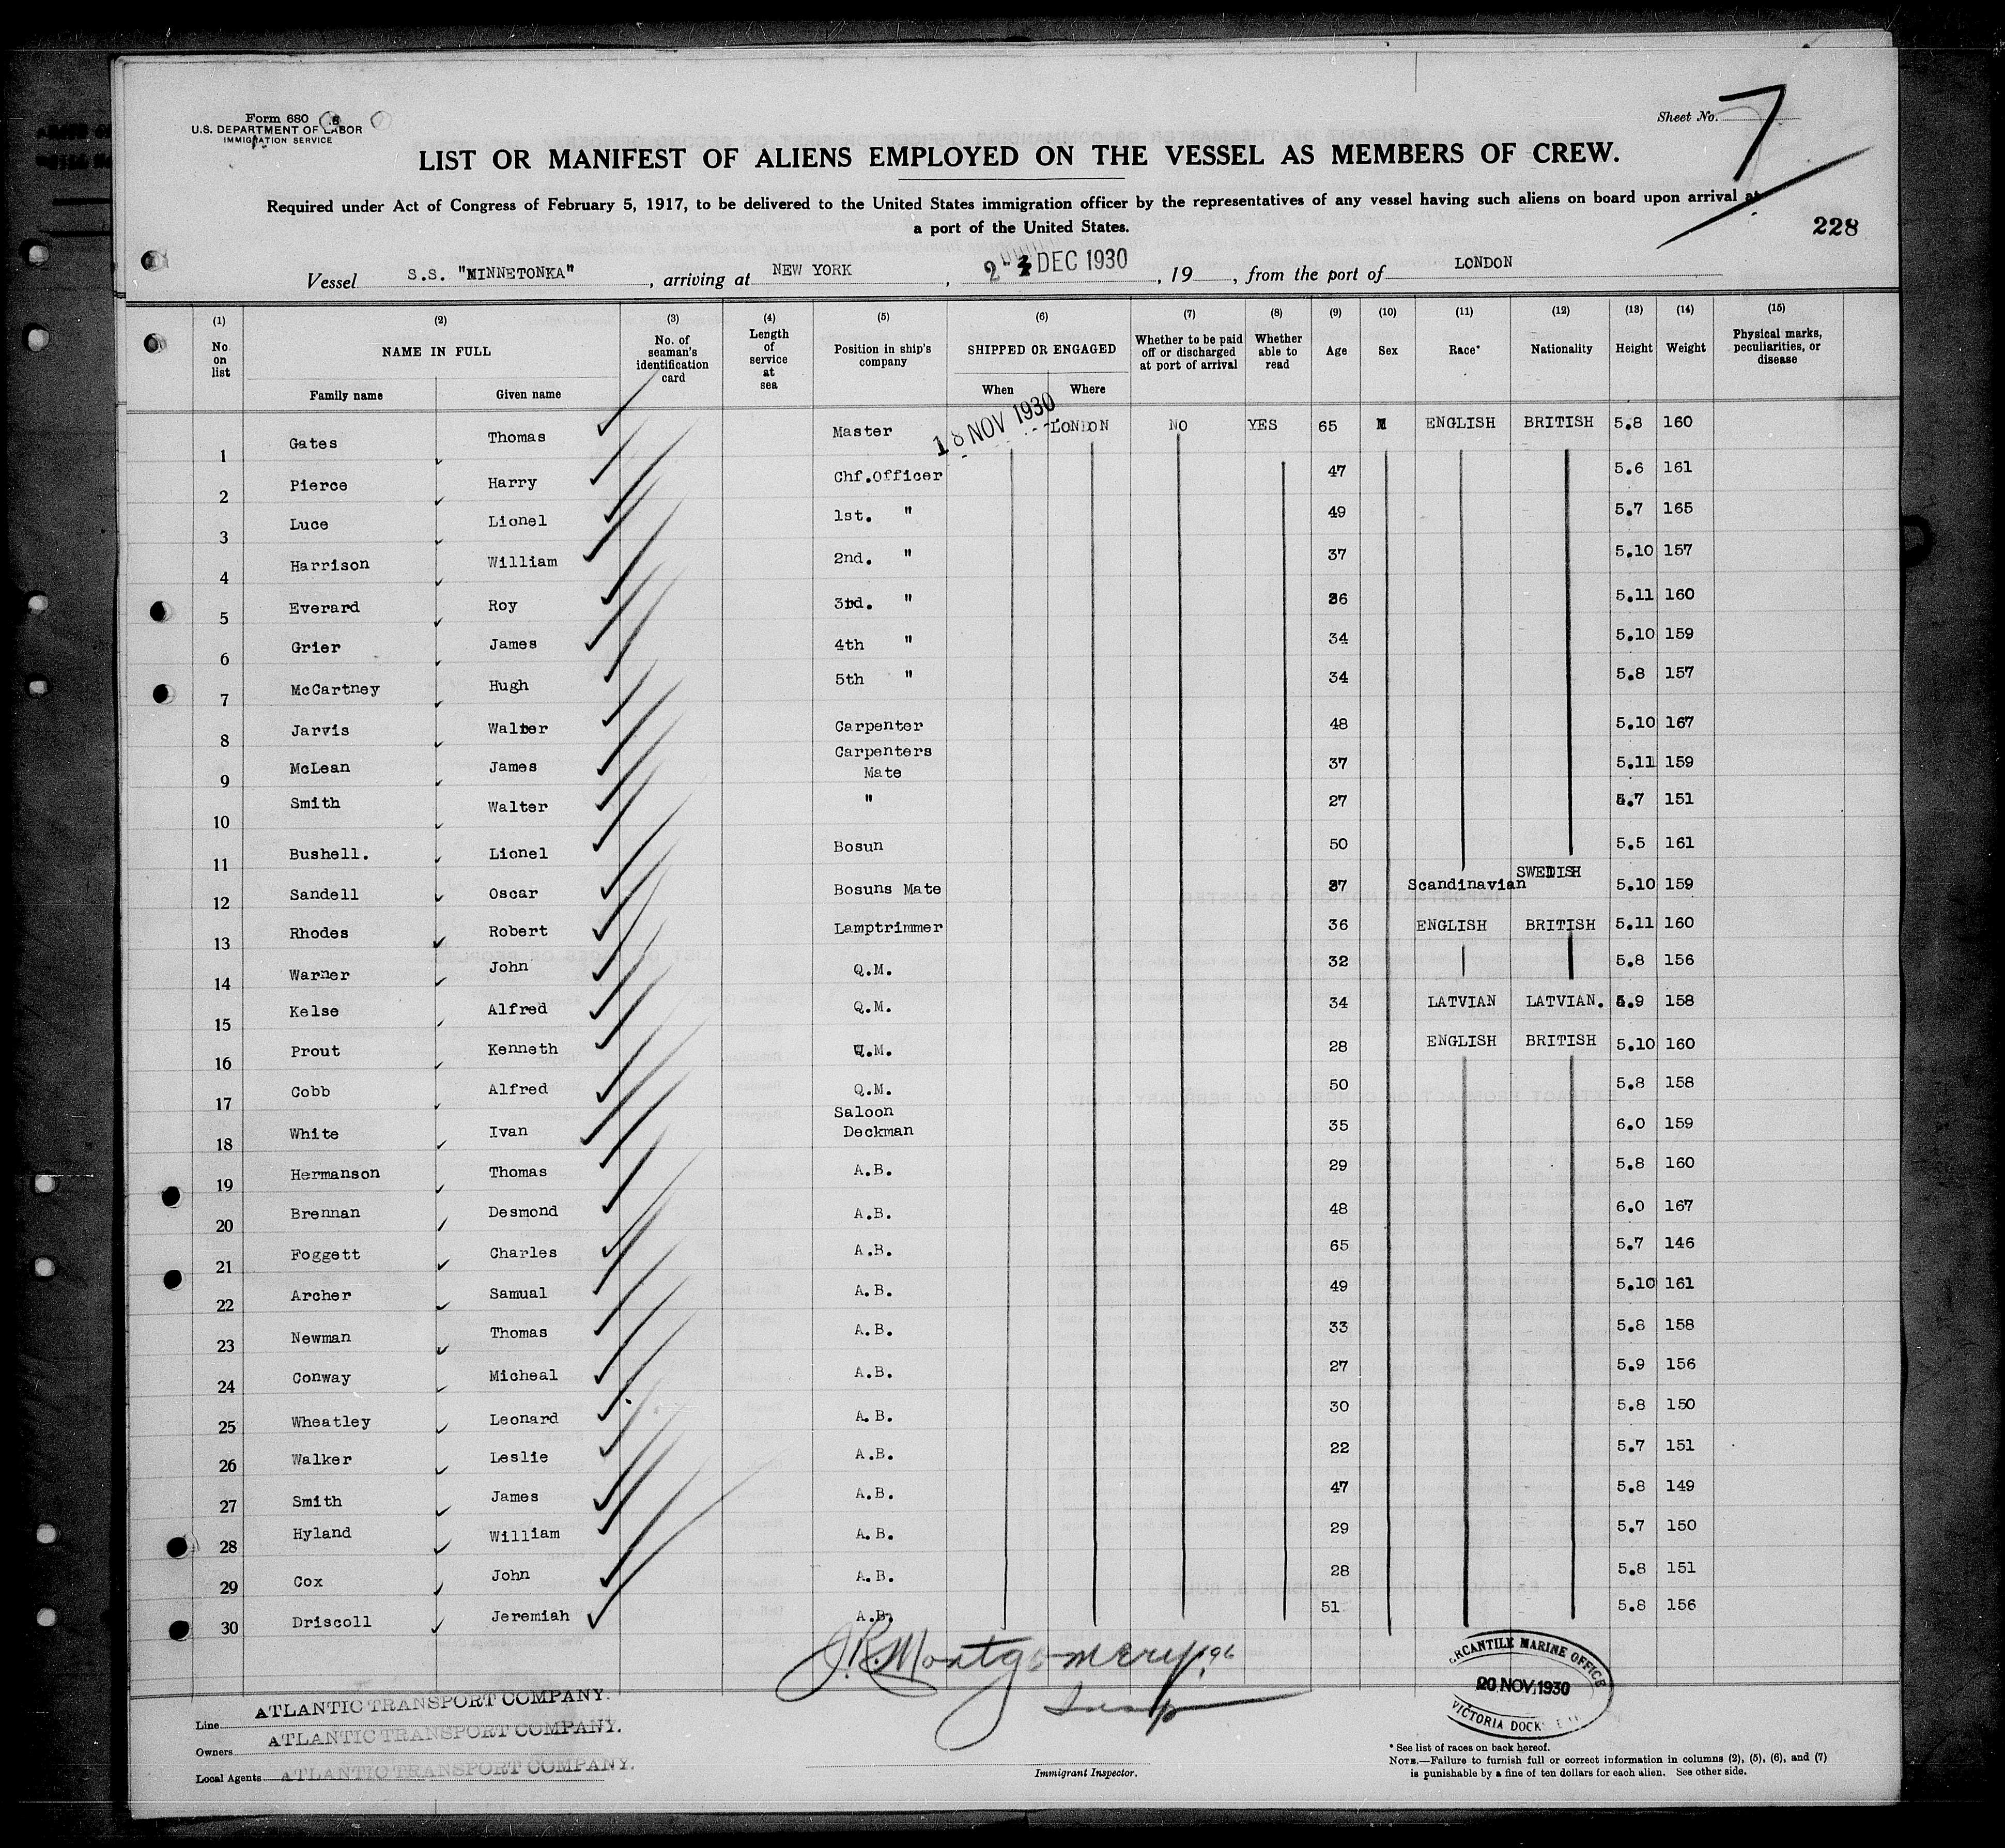 Form 680
U.S. DEPARTMENT OF LABOR
IMMIGRATION SERVICE
Sheet No. 7
LIST OR MANIFEST OF ALIENS EMPLOYED ON THE VESSEL AS MEMBERS OF CREW.
Required under Act of Congress of February 5, 1917, to be delivered to the United States immigration officer by the representatives of any vessel having such aliens on board upon arrival at
a port of the United States.
228
Vessel S.S. "MINNETONKA", arriving at NEW YORK, 2 DEC 1930, 19, from the port of LONDON
(1) (2) (3) (4) (5) (6) (7) (8) (9) (10) (11) (12) (13) (14) (15)
No. on list NAME IN FULL No. of seaman's identification card Length of service at sea Position in ship's company SHIPPED OR ENGAGED Whether to be paid off or discharged at port of arrival Whether able to read Age Sex Race* Nationality Height Weight Physical marks, peculiarities, or disease
Family name Given name When Where
1 Gates Thomas Master 18 NOV 1930 LONDON NO YES 65 M ENGLISH BRITISH 5.8 160
2 Pierce Harry Chf.Officer 47 5.6 161
3 Luce Lionel 1st. " 49 5.7 165
4 Harrison William 2nd. " 37 5.10 157
5 Everard Roy 3rd. " 36 5.11 160
6 Grier James 4th " 34 5.10 159
7 McCartney Hugh 5th " 34 5.8 157
8 Jarvis Walter Carpenter 48 5.10 167
9 McLean James Carpenters Mate 37 5.11 159
10 Smith Walter " 27 5.7 151
11 Bushell. Lionel Bosun 50 5.5 161
12 Sandell Oscar Bosuns Mate 37 Scandinavian SWEDISH 5.10 159
13 Rhodes Robert Lamptrimmer 36 ENGLISH BRITISH 5.11 160
14 Warner John Q.M. 32 5.8 156
15 Kelse Alfred Q.M. 34 LATVIAN LATVIAN. 5.9 158
16 Prout Kenneth Q.M. 28 ENGLISH BRITISH 5.10 160
17 Cobb Alfred Q.M. 50 5.8 158
18 White Ivan Saloon Deckman 35 6.0 159
19 Hermanson Thomas A.B. 29 5.8 160
20 Brennan Desmond A.B. 48 6.0 167
21 Foggett Charles A.B. 65 5.7 146
22 Archer Samual A.B. 49 5.10 161
23 Newman Thomas A.B. 33 5.8 158
24 Conway Micheal A.B. 27 5.9 156
25 Wheatley Leonard A.B. 30 5.8 150
26 Walker Leslie A.B. 22 5.7 151
27 Smith James A.B. 47 5.8 149
28 Hyland William A.B. 29 5.7 150
29 Cox John A.B. 28 5.8 151
30 Driscoll Jeremiah A.B. 51 5.8 156
J.R. Montgomery
MERCANTILE MARINE OFFICE
20 NOV 1930
VICTORIA DOCK
Line ATLANTIC TRANSPORT COMPANY.
Owners ATLANTIC TRANSPORT COMPANY.
Local Agents ATLANTIC TRANSPORT COMPANY.
Immigrant Inspector.
* See list of races on back hereof.
NOTE.—Failure to furnish full or correct information in columns (2), (5), (6), and (7)
is punishable by a fine of ten dollars for each alien. See other side.